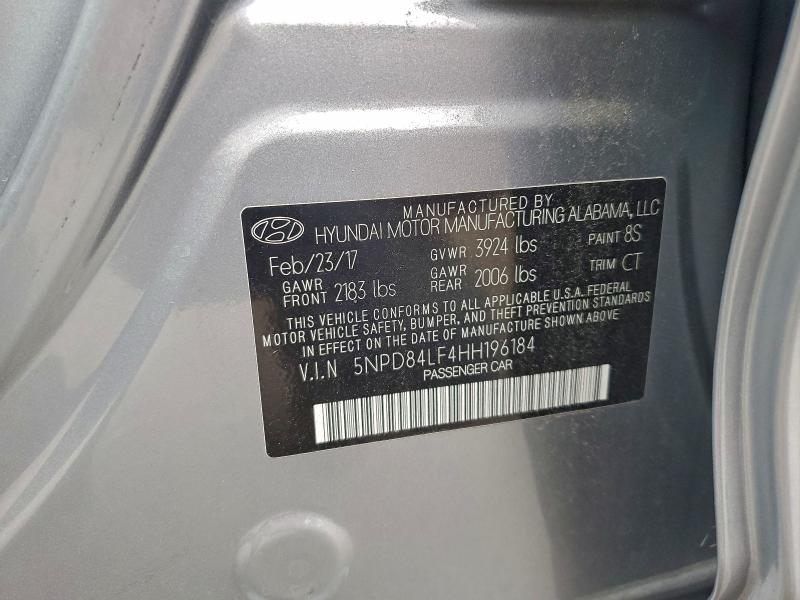 MANUFACTURED BY
HYUNDAI MOTOR MANUFACTURING ALABAMA, LLC
Feb/23/17 GVWR 3924 lbs PAINT 8S
GAWR FRONT 2183 lbs GAWR REAR 2006 lbs TRIM CT
THIS VEHICLE CONFORMS TO ALL APPLICABLE U.S.A. FEDERAL
MOTOR VEHICLE SAFETY, BUMPER, AND THEFT PREVENTION STANDARDS
IN EFFECT ON THE DATE OF MANUFACTURE SHOWN ABOVE
V.I.N 5NPD84LF4HH196184
PASSENGER CAR